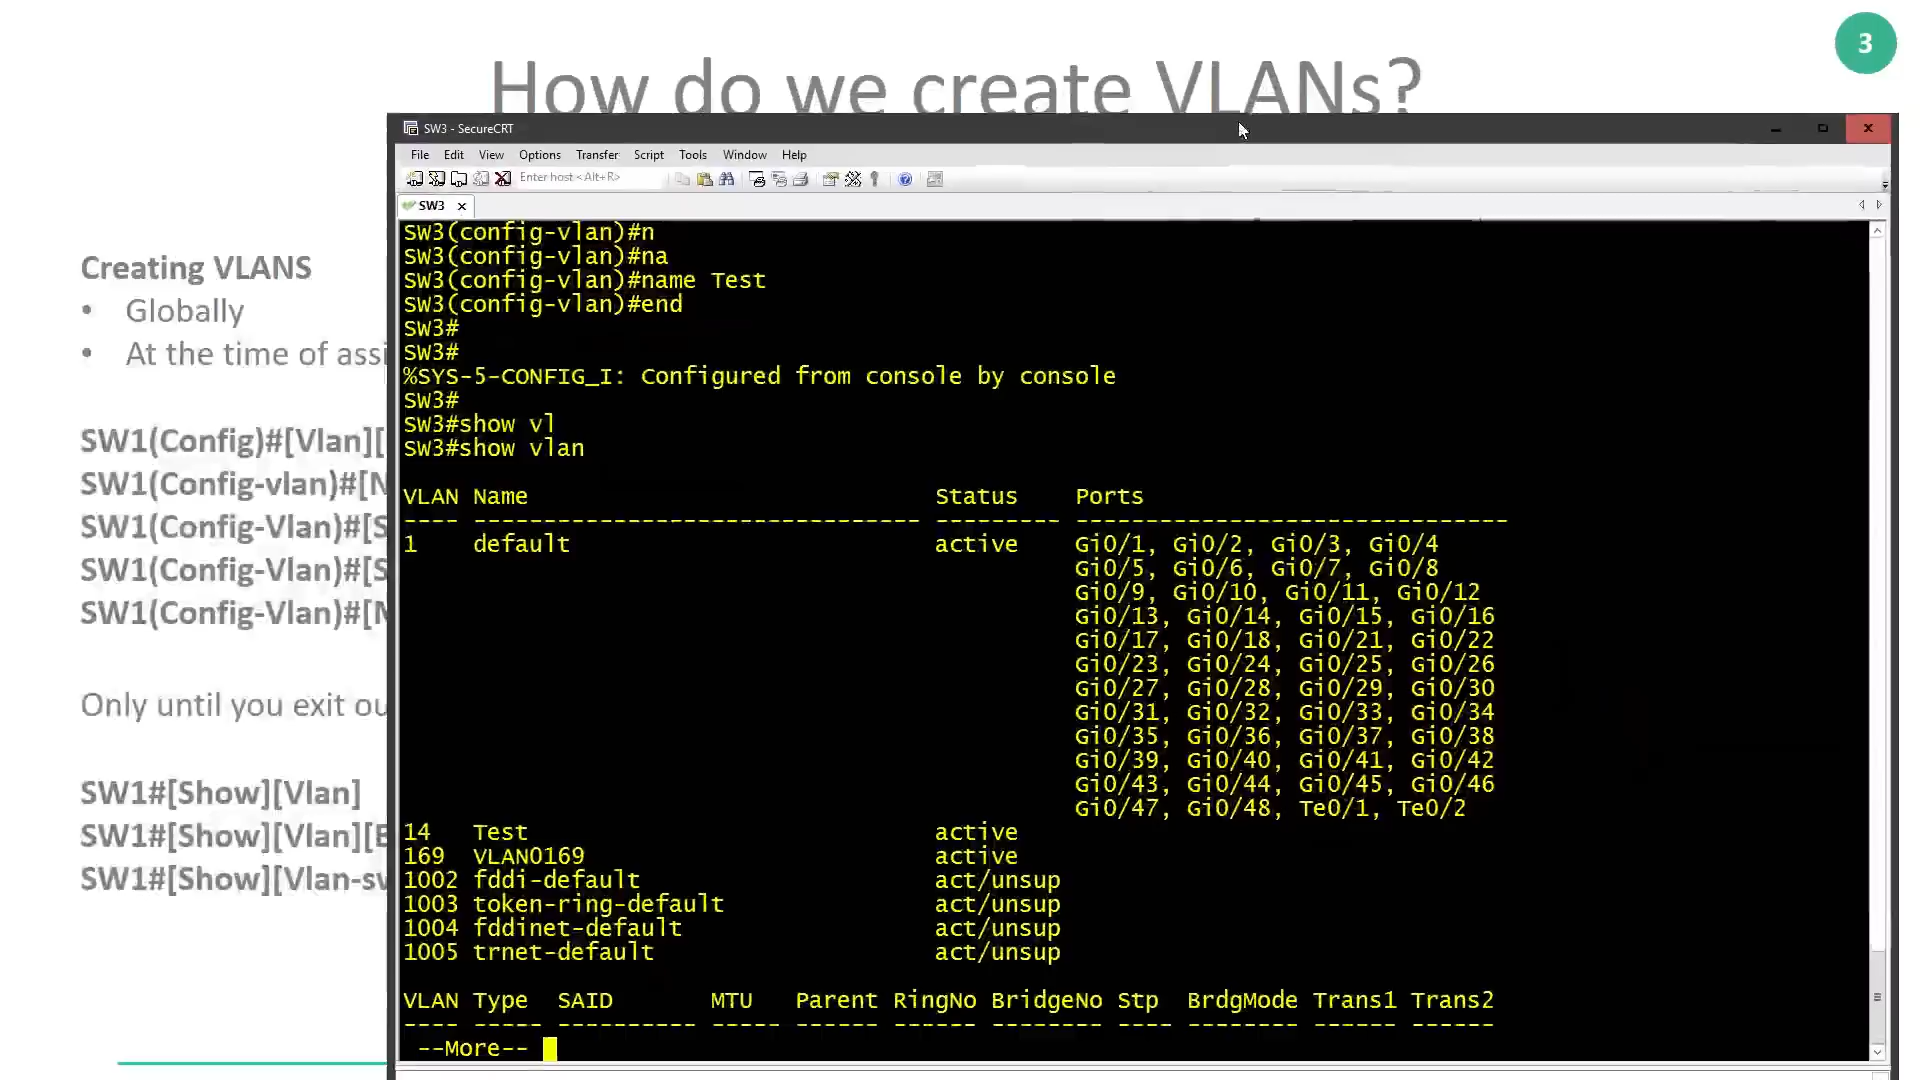 3
How do we create VLANs?
SW3 - SecureCRT
File Edit View Options Transfer Script Tools Window Help
Enter host <Alt+R>
SW3
Creating VLANS
• Globally
• At the time of
SW1(Config)#[Vlan][
SW1(Config-vlan)#[N
SW1(Config-Vlan)#[S
SW1(Config-Vlan)#[S
SW1(Config-Vlan)#[
Only until you exit
SW1#[Show][Vlan]
SW1#[Show][Vlan][
SW1#[Show][Vlan-sw
SW3(config-vlan)#n
SW3(config-vlan)#na
SW3(config-vlan)#name Test
SW3(config-vlan)#end
SW3#
SW3#
%SYS-5-CONFIG_I: Configured from console by console
SW3#
SW3#show vl
SW3#show vlan
VLAN Name Status Ports
---- -------------------------------- --------- -------------------------------
1 default active Gi0/1, Gi0/2, Gi0/3, Gi0/4
Gi0/5, Gi0/6, Gi0/7, Gi0/8
Gi0/9, Gi0/10, Gi0/11, Gi0/12
Gi0/13, Gi0/14, Gi0/15, Gi0/16
Gi0/17, Gi0/18, Gi0/21, Gi0/22
Gi0/23, Gi0/24, Gi0/25, Gi0/26
Gi0/27, Gi0/28, Gi0/29, Gi0/30
Gi0/31, Gi0/32, Gi0/33, Gi0/34
Gi0/35, Gi0/36, Gi0/37, Gi0/38
Gi0/39, Gi0/40, Gi0/41, Gi0/42
Gi0/43, Gi0/44, Gi0/45, Gi0/46
Gi0/47, Gi0/48, Te0/1, Te0/2
14 Test active
169 VLAN0169 active
1002 fddi-default act/unsup
1003 token-ring-default act/unsup
1004 fddinet-default act/unsup
1005 trnet-default act/unsup
VLAN Type SAID MTU Parent RingNo BridgeNo Stp BrdgMode Trans1 Trans2
---- ----- ---------- ----- ------ ------ -------- ---- -------- ------ ------
--More--